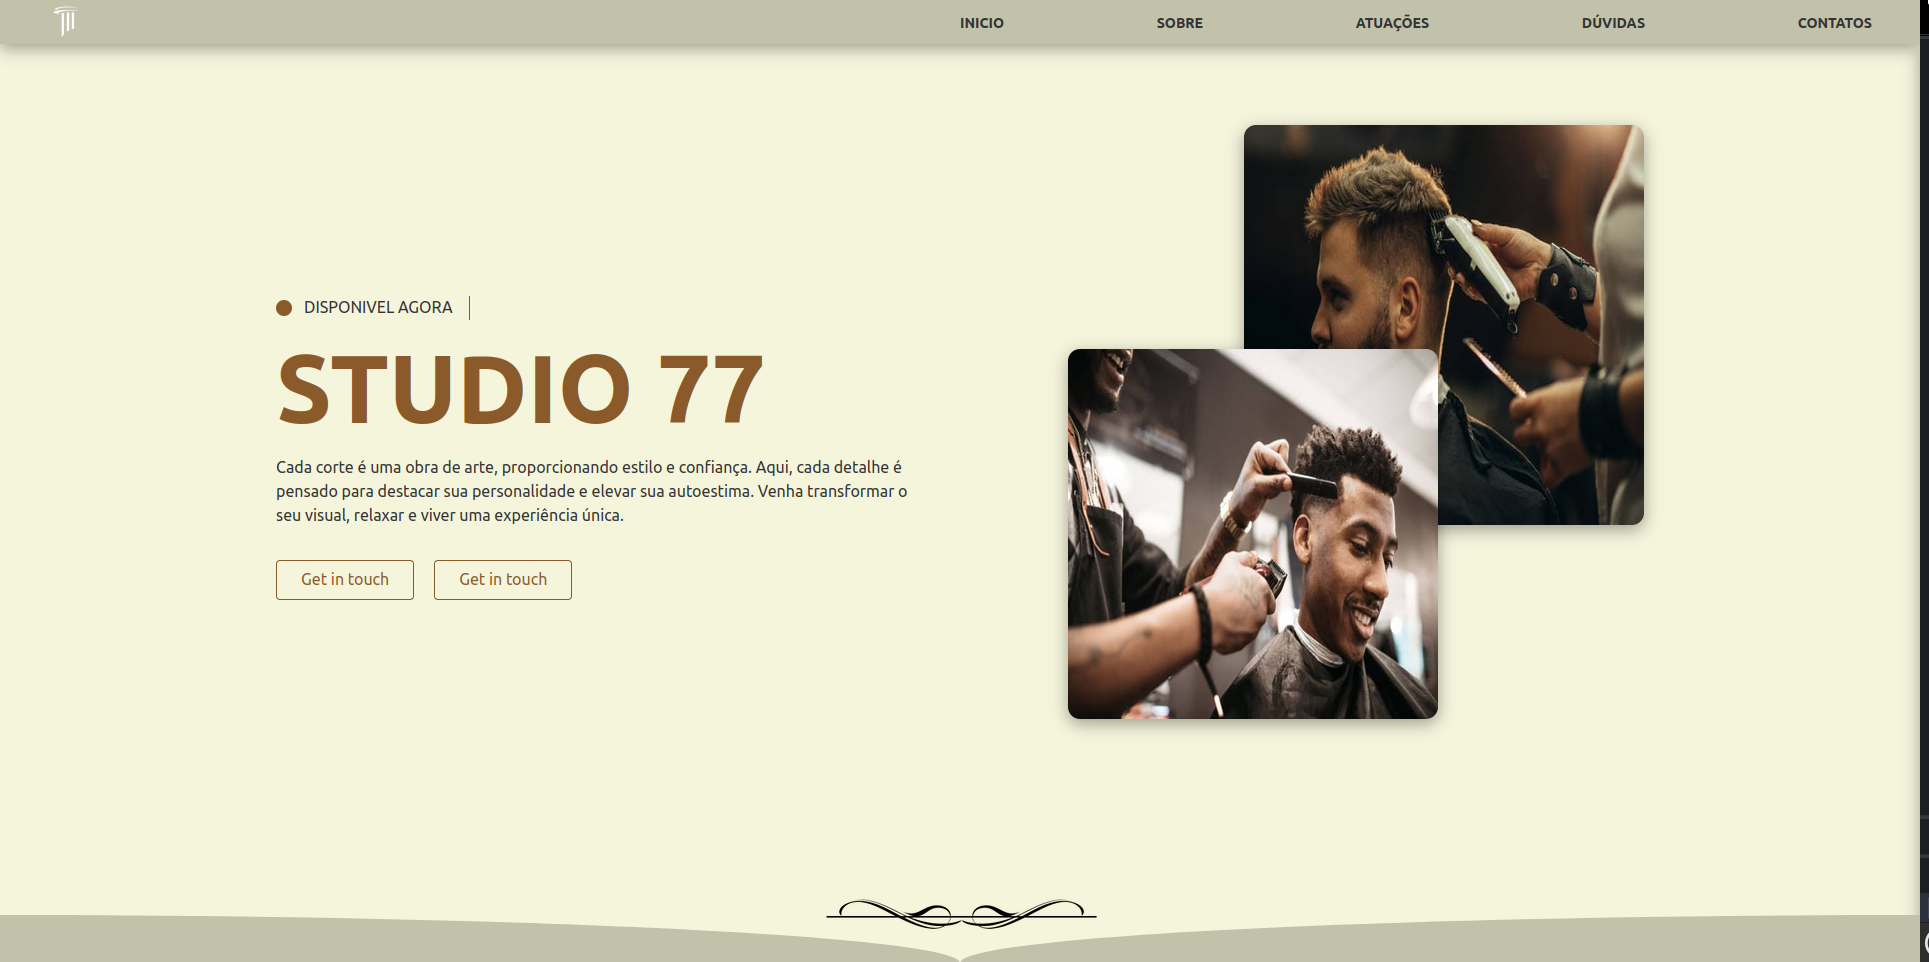 INICIO SOBRE ATUAÇÕES DÚVIDAS CONTATOS
DISPONIVEL AGORA
STUDIO 77
Cada corte é uma obra de arte, proporcionando estilo e confiança. Aqui, cada detalhe é
pensado para destacar sua personalidade e elevar sua autoestima. Venha transformar o
seu visual, relaxar e viver uma experiência única.
Get in touch Get in touch